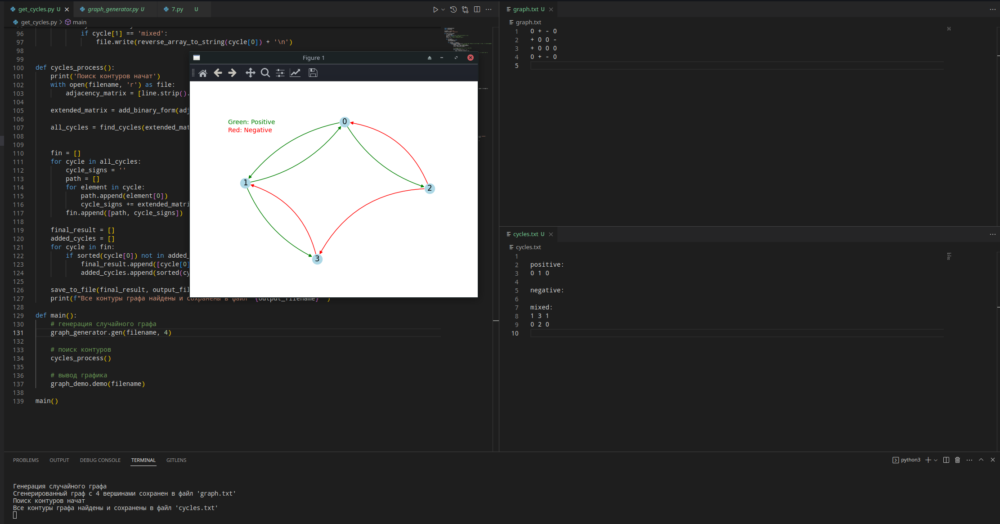 get_cycles.py U
graph_generator.py U
7.py U
get_cycles.py > main
96 if cycle[1] == 'mixed':
97 file.write(reverse_array_to_string(cycle[0]) + '\n')
98
99
100 def cycles_process():
101 print('Поиск контуров начат')
102 with open(filename, 'r') as file:
103 adjacency_matrix = [line.strip().
104
105 extended_matrix = add_binary_form(adj
106
107 all_cycles = find_cycles(extended_mat
108
109
110 fin = []
111 for cycle in all_cycles:
112 cycle_signs = ''
113 path = []
114 for element in cycle:
115 path.append(element[0])
116 cycle_signs += extended_matri
117 fin.append([path, cycle_signs])
118
119 final_result = []
120 added_cycles = []
121 for cycle in fin:
122 if sorted(cycle[0]) not in added_
123 final_result.append([cycle[0]
124 added_cycles.append(sorted(cy
125
126 save_to_file(final_result, output_fil
127 print(f"Все контуры графа найдены и сохранены в файл '{output_filename}' ")
128
129 def main():
130 # генерация случайного графа
131 graph_generator.gen(filename, 4)
132
133 # поиск контуров
134 cycles_process()
135
136 # вывод графика
137 graph_demo.demo(filename)
138
139 main()
Figure 1
Green: Positive
Red: Negative
0
1
2
3
graph.txt U
graph.txt
1 0 + - 0
2 + 0 0 -
3 + 0 0 0
4 0 + - 0
5
cycles.txt U
cycles.txt
1
2 positive:
3 0 1 0
4
5 negative:
6
7 mixed:
8 1 3 1
9 0 2 0
10
PROBLEMS OUTPUT DEBUG CONSOLE TERMINAL GITLENS
python3
Генерация случайного графа
Сгенерированный граф с 4 вершинами сохранен в файл 'graph.txt'
Поиск контуров начат
Все контуры графа найдены и сохранены в файл 'cycles.txt'